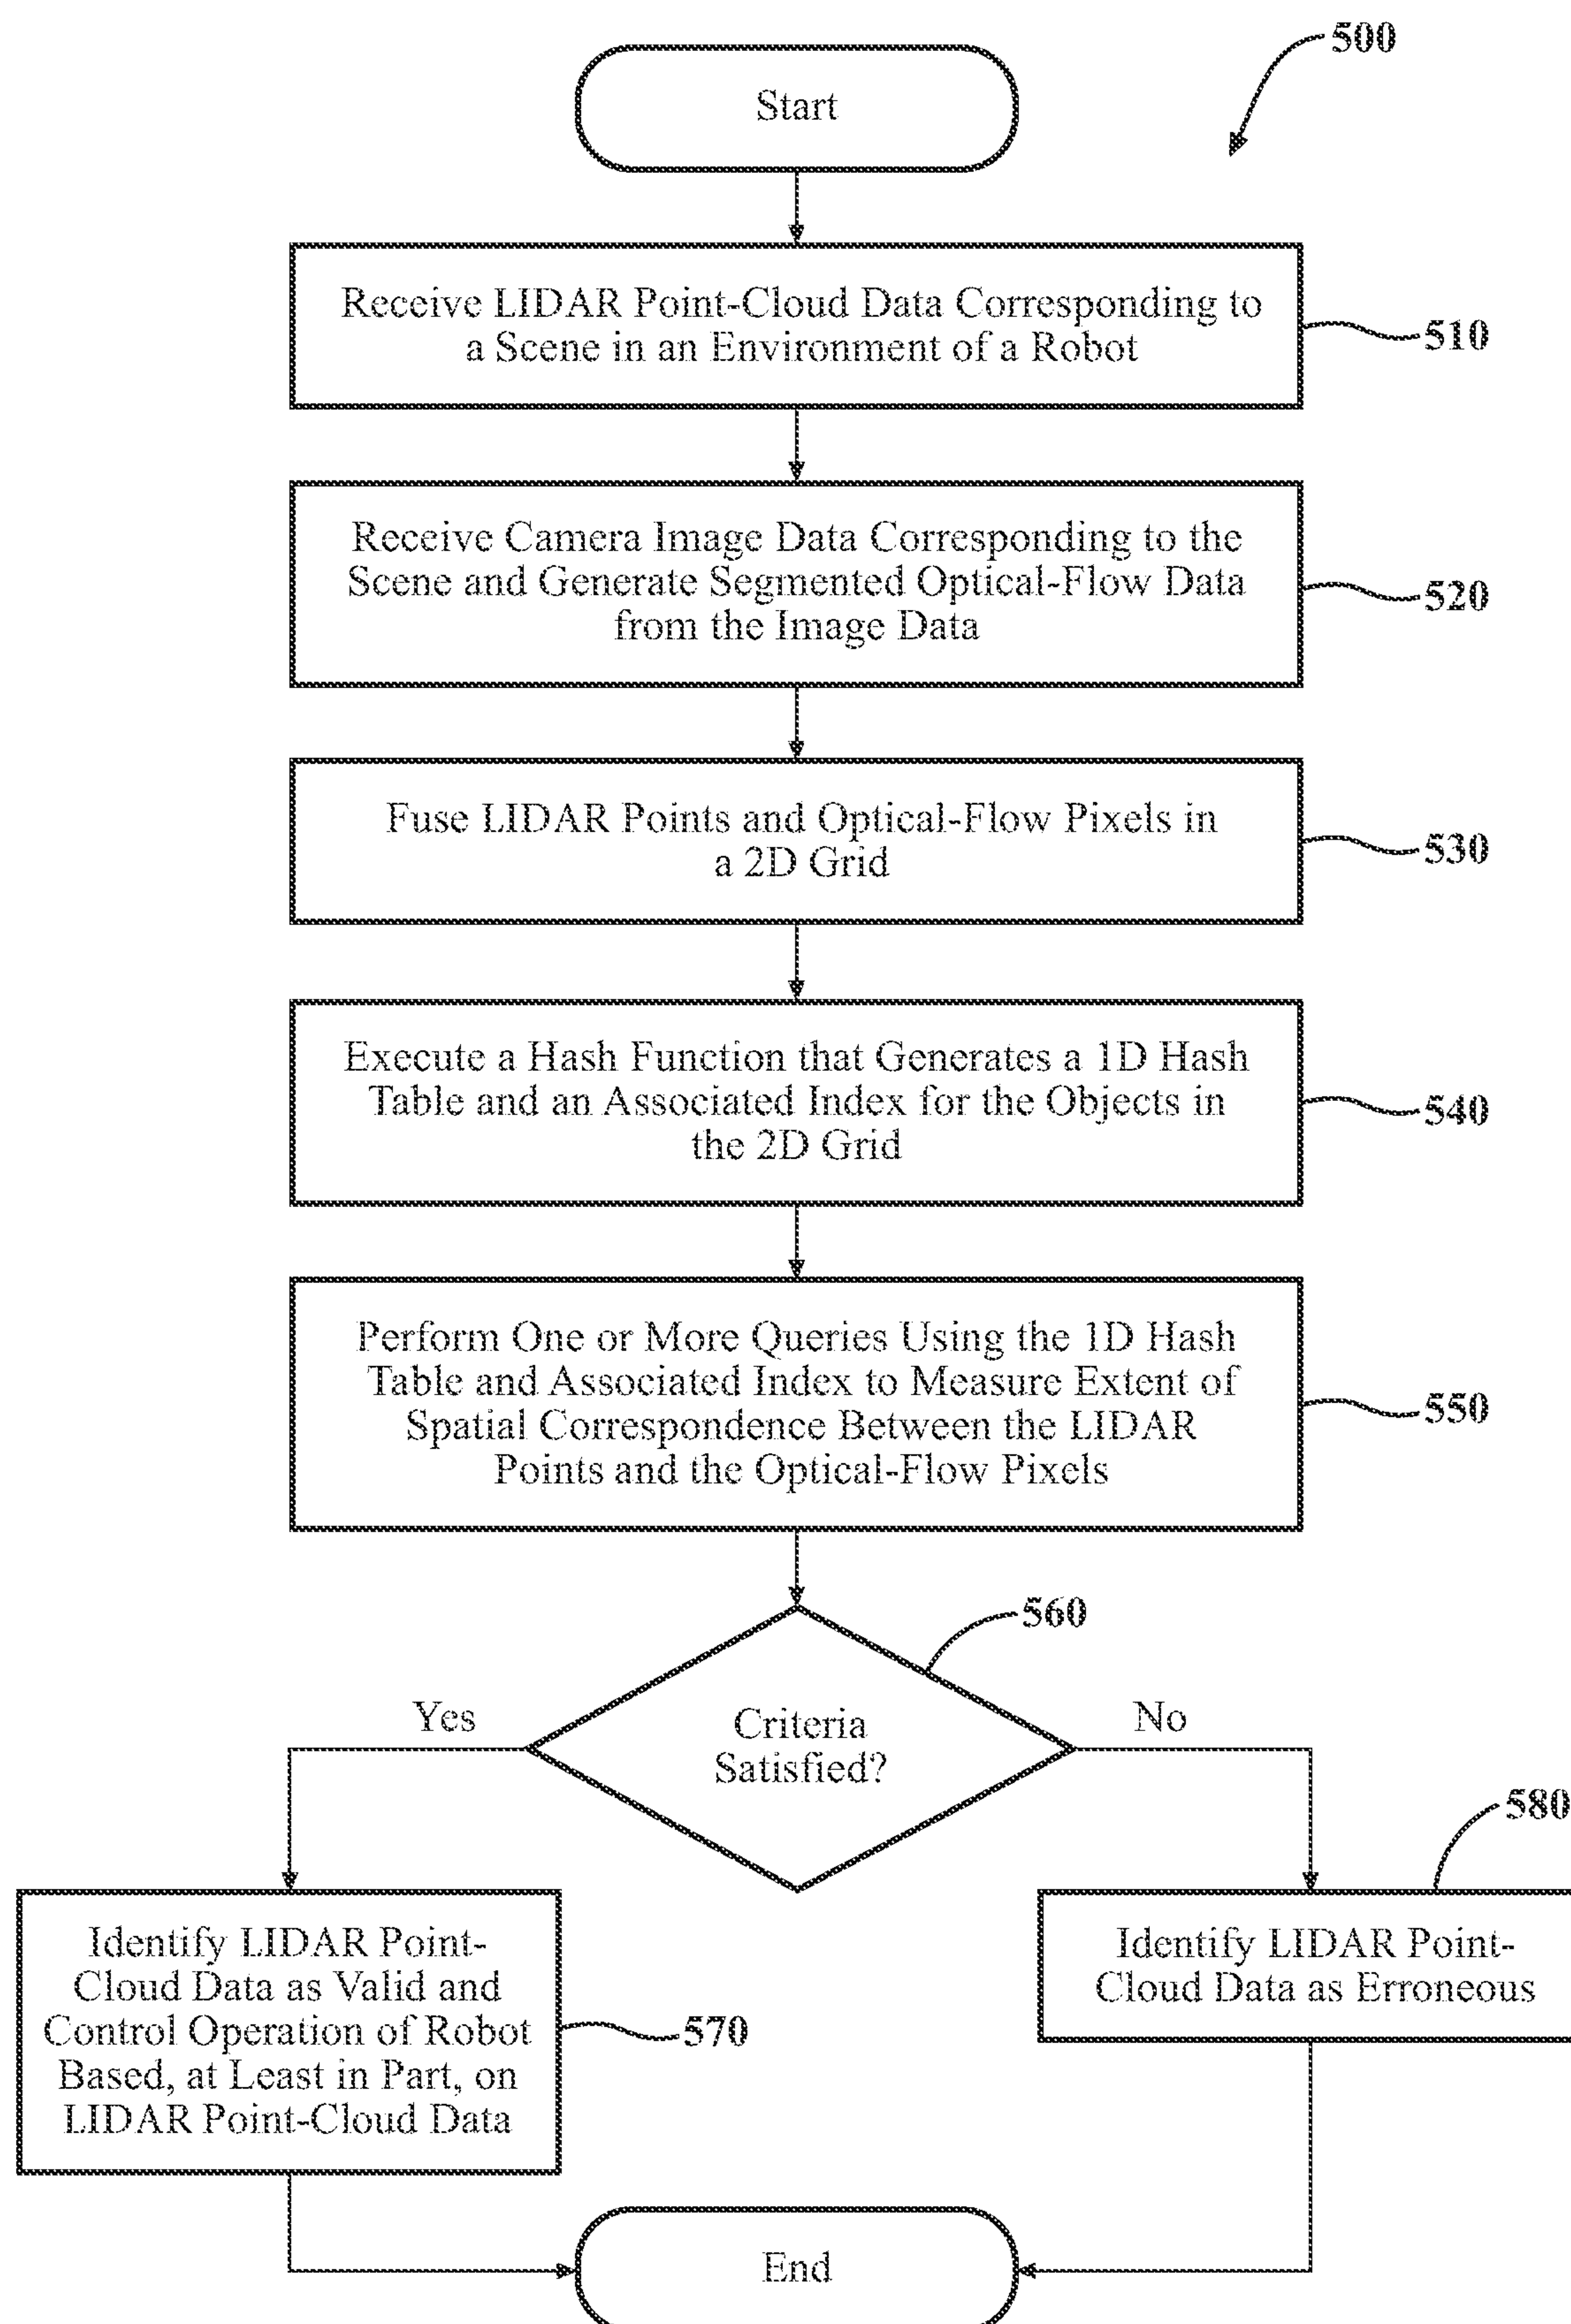 500
Start
Receive LIDAR Point-Cloud Data Corresponding to
a Scene in an Environment of a Robot
510
Receive Camera Image Data Corresponding to the
Scene and Generate Segmented Optical-Flow Data
from the Image Data
520
Fuse LIDAR Points and Optical-Flow Pixels in
a 2D Grid
530
Execute a Hash Function that Generates a 1D Hash
Table and an Associated Index for the Objects in
the 2D Grid
540
Perform One or More Queries Using the 1D Hash
Table and Associated Index to Measure Extent of
Spatial Correspondence Between the LIDAR
Points and the Optical-Flow Pixels
550
560
Yes
Criteria
Satisfied?
No
580
Identify LIDAR Point-
Cloud Data as Valid and
Control Operation of Robot
Based, at Least in Part, on
LIDAR Point-Cloud Data
570
Identify LIDAR Point-
Cloud Data as Erroneous
End